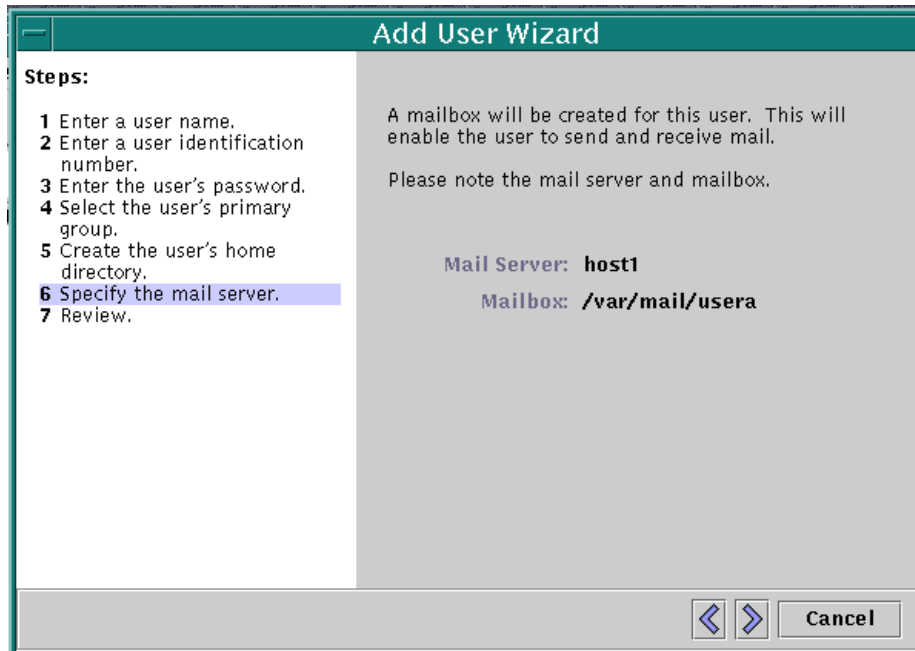 Add User Wizard
Steps:
1 Enter a user name.
2 Enter a user identification
number.
3 Enter the user's password.
4 Select the user's primary
group.
5 Create the user's home
directory.
6 Specify the mail server.
7 Review.
A mailbox will be created for this user. This will
enable the user to send and receive mail.
Please note the mail server and mailbox.
Mail Server: host1
Mailbox: /var/mail/usera
Cancel